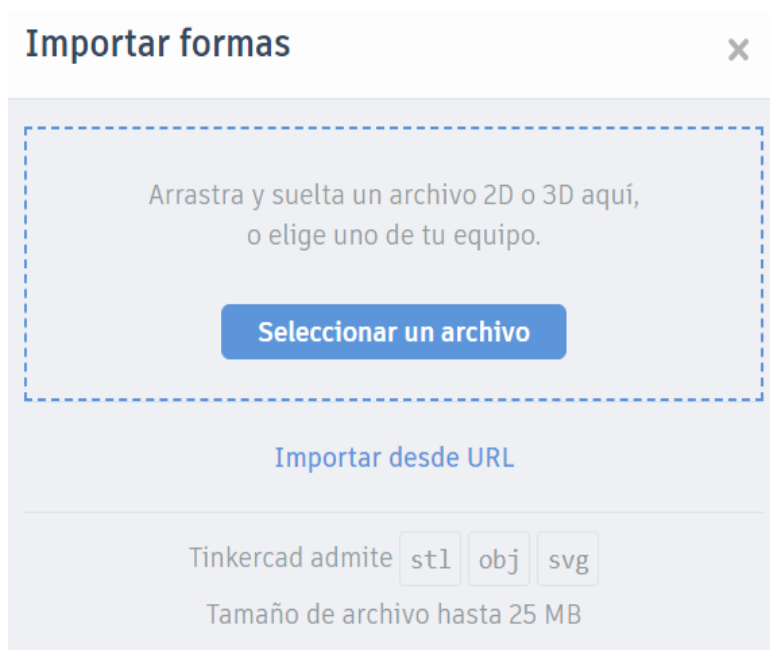 Importar formas
Arrastra y suelta un archivo 2D o 3D aquí,
o elige uno de tu equipo.
Seleccionar un archivo
Importar desde URL
Tinkercad admite stl obj svg
Tamaño de archivo hasta 25 MB